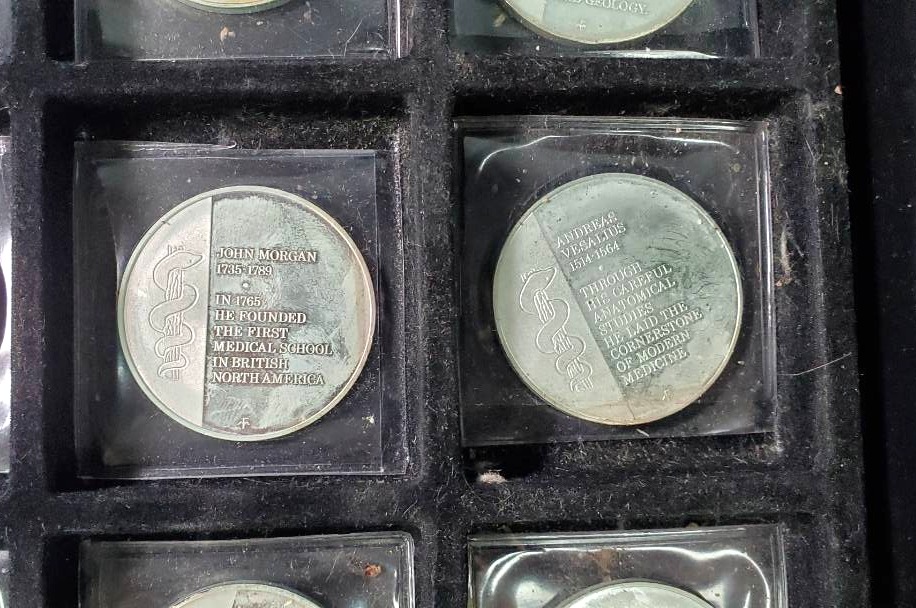 GEOLOGY.
JOHN MORGAN
1735-1789
IN 1765
HE FOUNDED
THE FIRST
MEDICAL SCHOOL
IN BRITISH
NORTH AMERICA
ANDREAS
VESALIUS
1514-1564
THROUGH
HIS CAREFUL
ANATOMICAL
STUDIES
HE LAID THE
CORNERSTONE
OF MODERN
MEDICINE